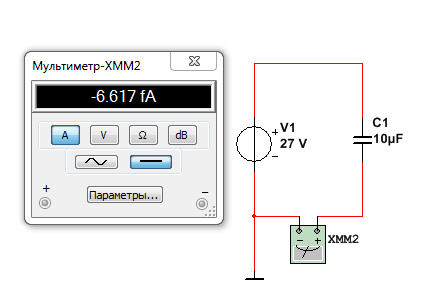 Мультиметр-XMM2
-6.617 fA
A
V
Ω
dB
+
–
Параметры...
V1
27 V
+
–
C1
10µF
XMM2
– +